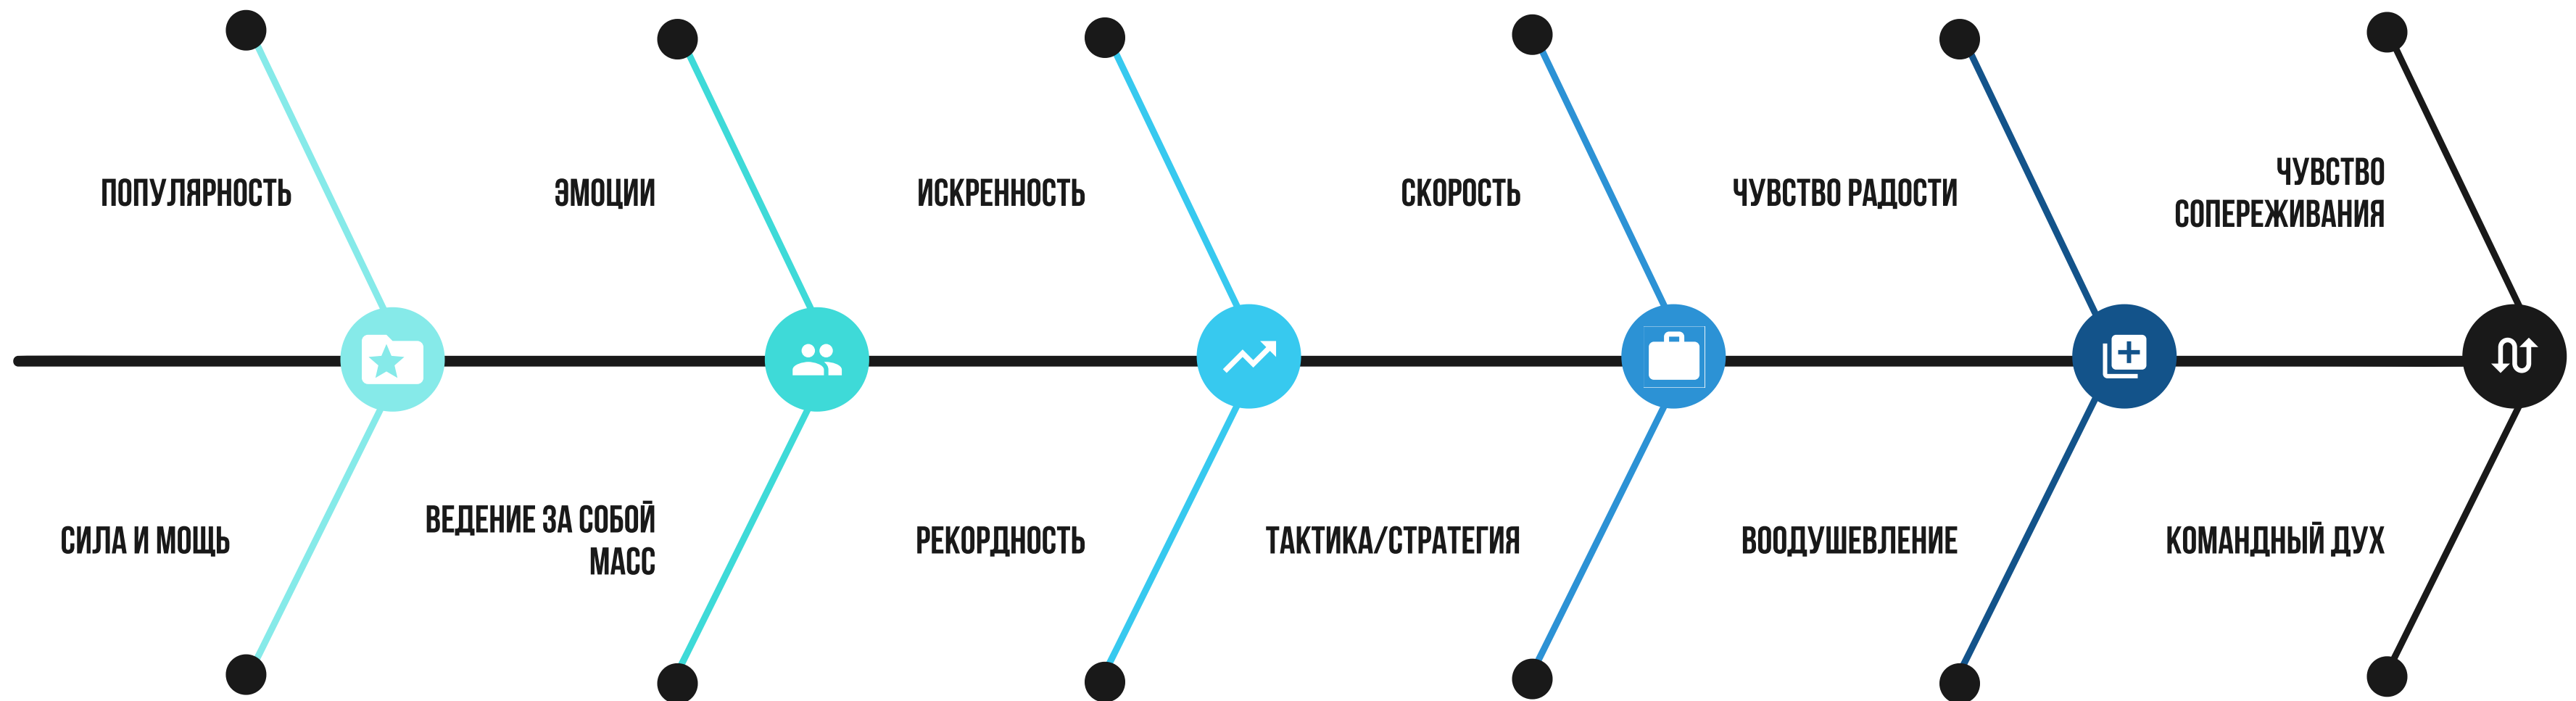 ПОПУЛЯРНОСТЬ
ЭМОЦИИ
ИСКРЕННОСТЬ
СКОРОСТЬ
ЧУВСТВО РАДОСТИ
ЧУВСТВО
СОПЕРЕЖИВАНИЯ
СИЛА И МОЩЬ
ВЕДЕНИЕ ЗА СОБОЙ
МАСС
РЕКОРДНОСТЬ
ТАКТИКА/СТРАТЕГИЯ
ВООДУШЕВЛЕНИЕ
КОМАНДНЫЙ ДУХ